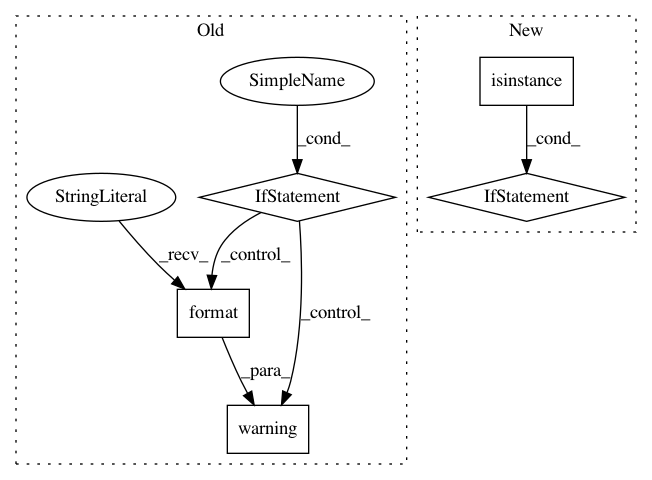 Old
New
SimpleName
isinstance
_cond_
_cond_
StringLiteral
IfStatement
IfStatement
_recv_
_control_
_control_
format
_para_
warning